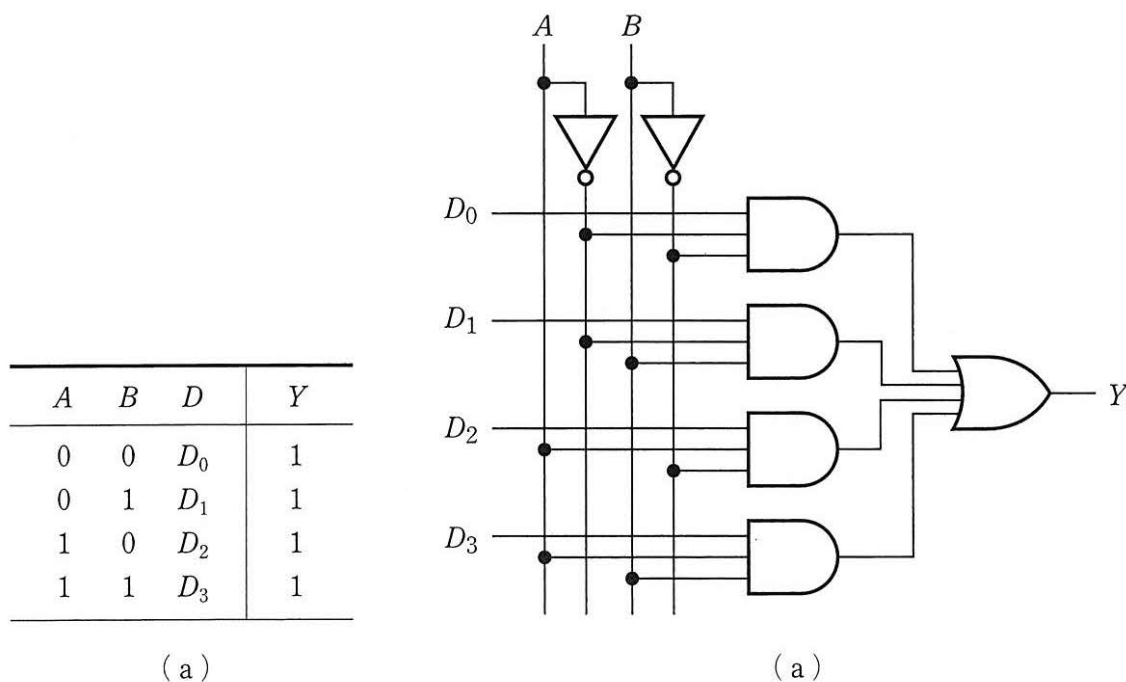 A B D Y
0 0 D₀ 1
0 1 D₁ 1
1 0 D₂ 1
1 1 D₃ 1
(a)
A B
D₀
D₁
D₂
D₃
Y
(a)